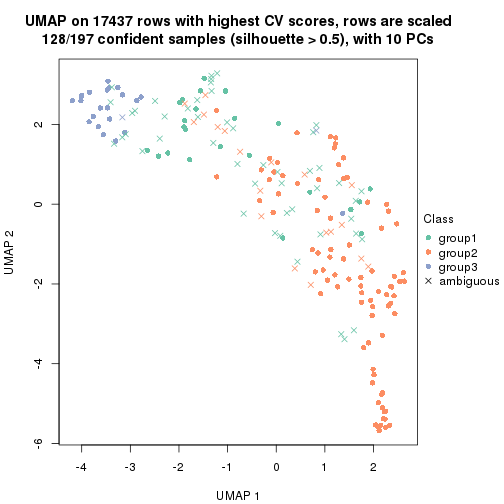 UMAP on 17437 rows with highest CV scores, rows are scaled
128/197 confident samples (silhouette > 0.5), with 10 PCs
2
0
-2
-4
-6
UMAP 2
-4 -3 -2 -1 0 1 2
UMAP 1
Class
group1
group2
group3
ambiguous